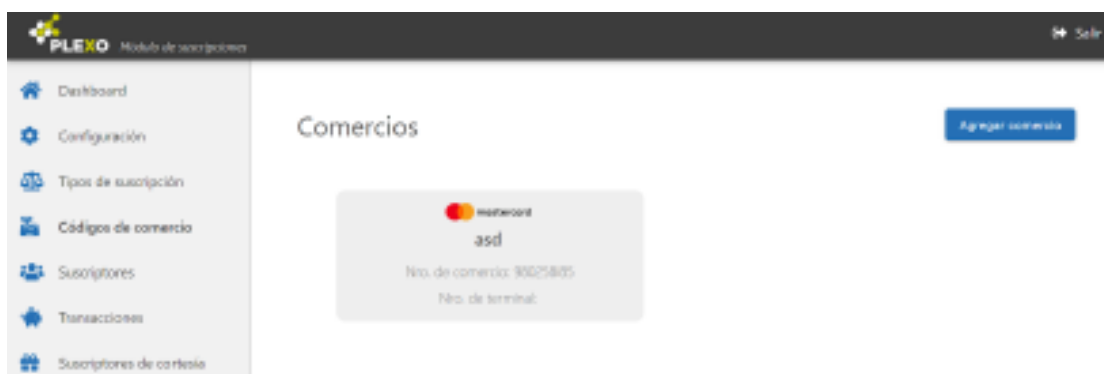 PLEXO Módulo de suscripciones
Salir
Dashboard
Configuración
Tipos de suscripción
Códigos de comercio
Suscriptores
Transacciones
Suscriptores de cortesía
Comercios
Agregar comercio
mastercard
asd
Nro. de comercio:
Nro. de terminal: